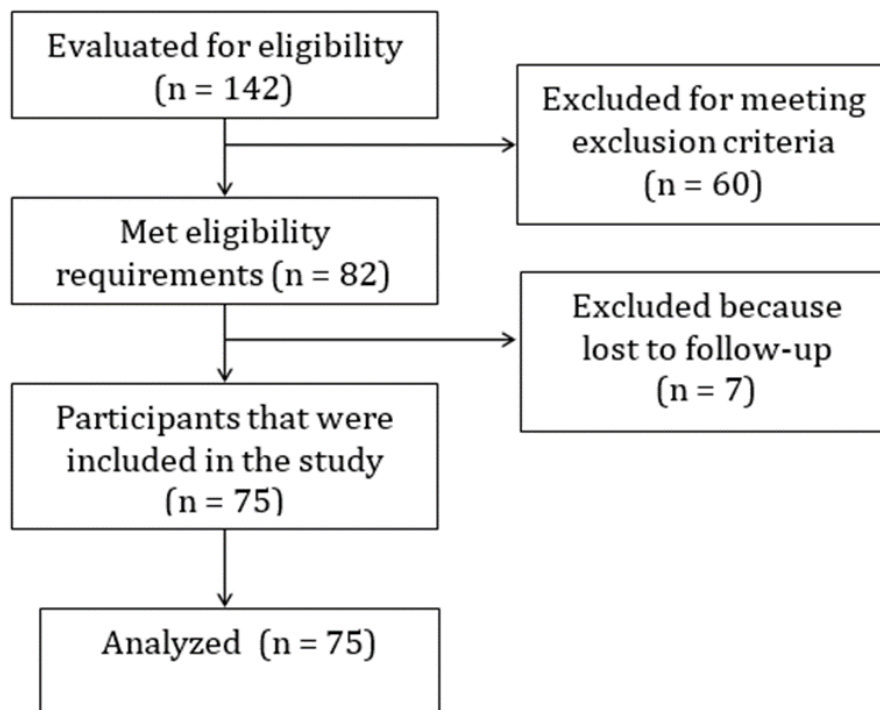 Evaluated for eligibility
(n = 142)
Excluded for meeting
exclusion criteria
(n = 60)
Met eligibility
requirements (n = 82)
Excluded because
lost to follow-up
(n = 7)
Participants that were
included in the study
(n = 75)
Analyzed (n = 75)